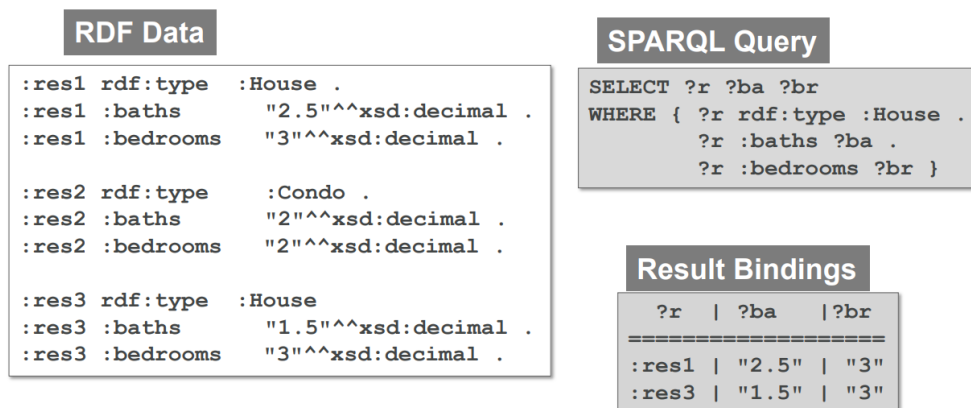 RDF Data
:res1 rdf:type :House .
:res1 :baths "2.5"^^xsd:decimal .
:res1 :bedrooms "3"^^xsd:decimal .
:res2 rdf:type :Condo .
:res2 :baths "2"^^xsd:decimal .
:res2 :bedrooms "2"^^xsd:decimal .
:res3 rdf:type :House
:res3 :baths "1.5"^^xsd:decimal .
:res3 :bedrooms "3"^^xsd:decimal .
SPARQL Query
SELECT ?r ?ba ?br
WHERE { ?r rdf:type :House .
?r :baths ?ba .
?r :bedrooms ?br }
Result Bindings
?r | ?ba |?br
===================
:res1 | "2.5" | "3"
:res3 | "1.5" | "3"